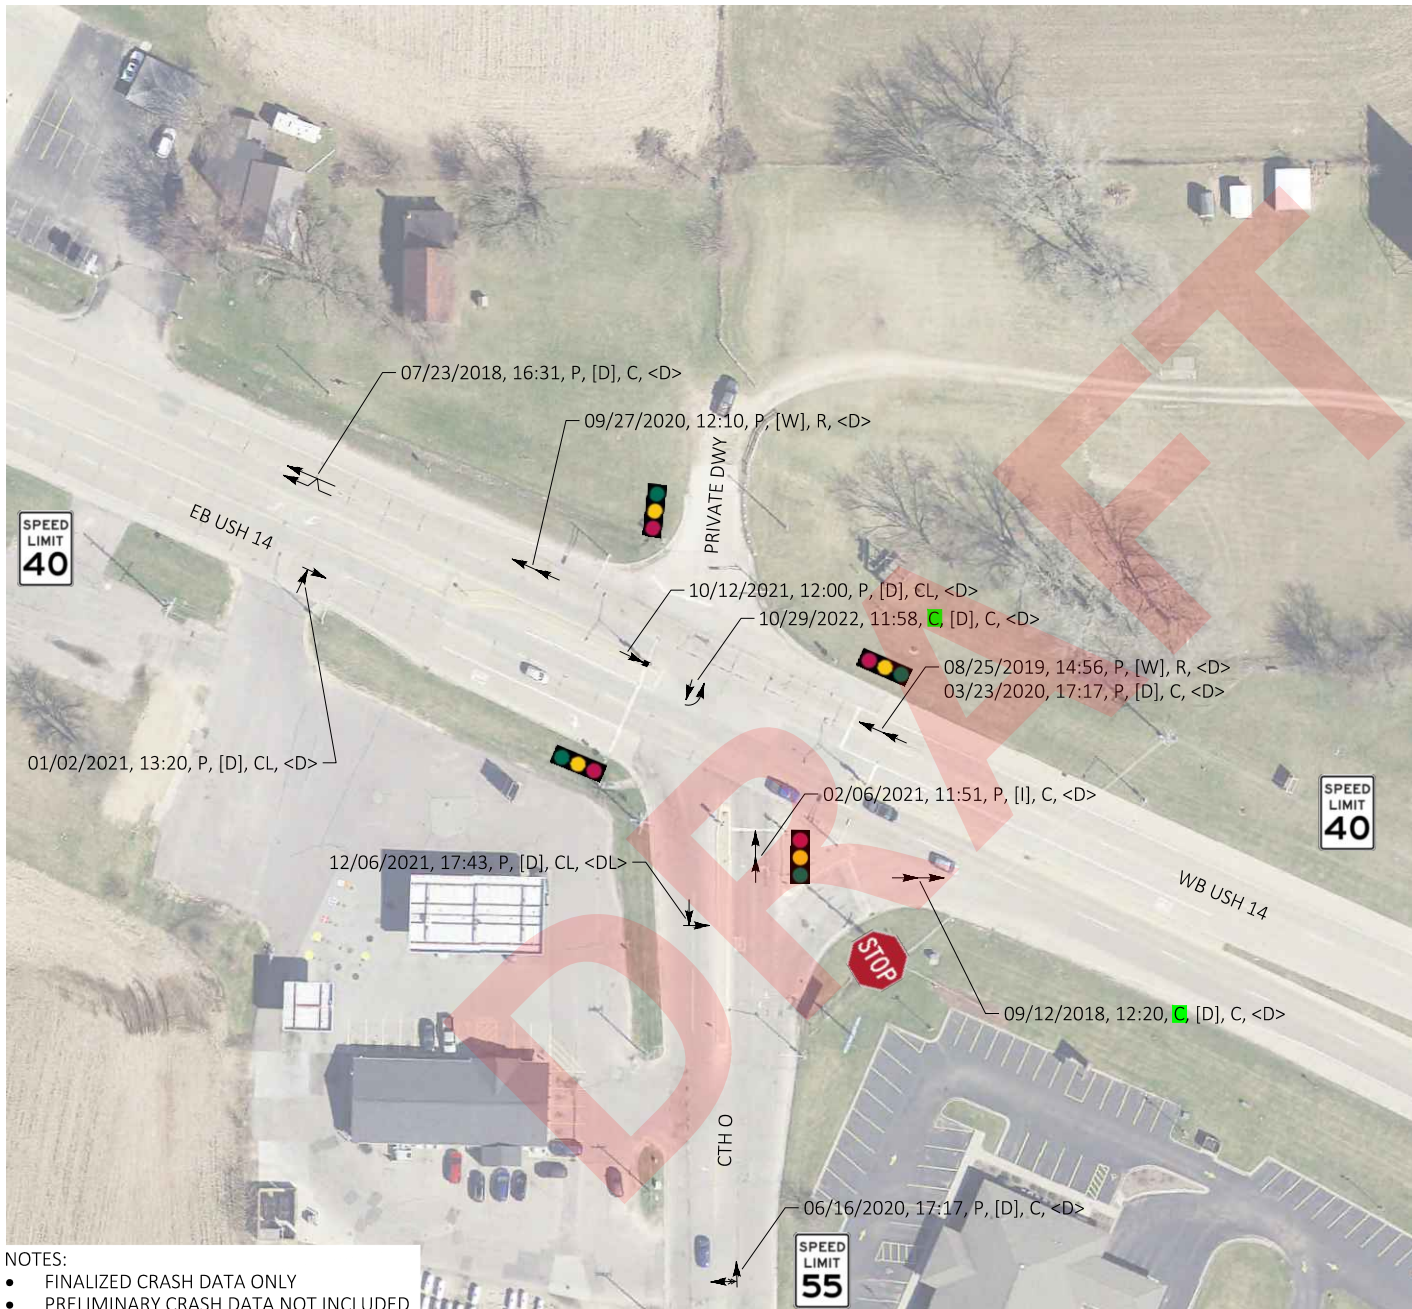 07/23/2018, 16:31, P, [D], C, <D>
09/27/2020, 12:10, P, [W], R, <D>
PRIVATE DWY
EB USH 14
SPEED
LIMIT
40
10/12/2021, 12:00, P, [D], CL, <D>
10/29/2022, 11:58, C, [D], C, <D>
08/25/2019, 14:56, P, [W], R, <D>
03/23/2020, 17:17, P, [D], C, <D>
01/02/2021, 13:20, P, [D], CL, <D>
02/06/2021, 11:51, P, [I], C, <D>
SPEED
LIMIT
40
12/06/2021, 17:43, P, [D], CL, <DL>
WB USH 14
STOP
09/12/2018, 12:20, C, [D], C, <D>
CTH O
06/16/2020, 17:17, P, [D], C, <D>
SPEED
LIMIT
55
DRAFT
NOTES:
• FINALIZED CRASH DATA ONLY
• PRELIMINARY CRASH DATA NOT INCLUDED